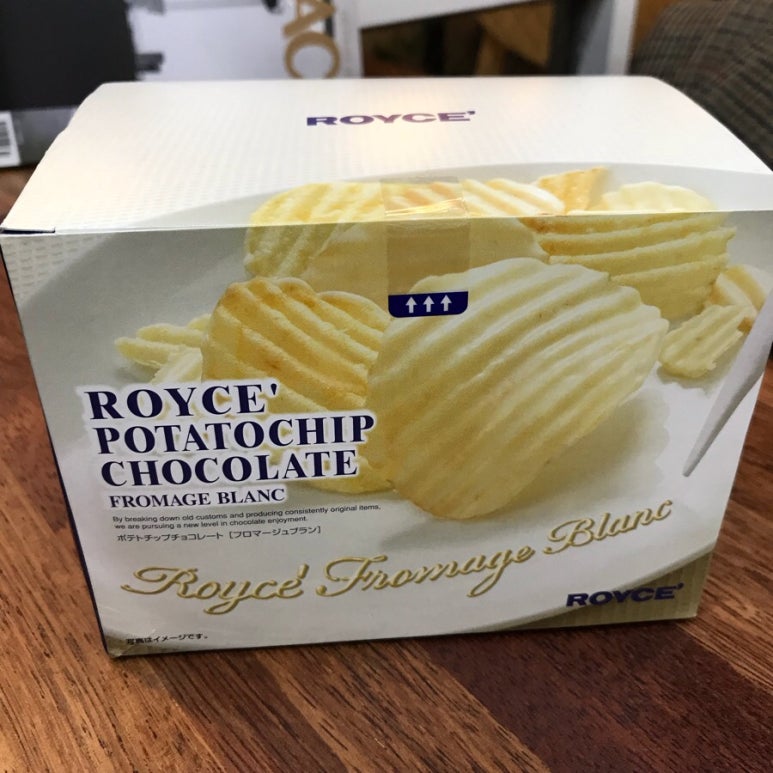 AC
ROYCE'
ROYCE'
POTATOCHIP
CHOCOLATE
FROMAGE BLANC
By breaking down old customs and producing consistently original items,
we are pursuing a new level in chocolate enjoyment.
ポテトチップチョコレート [フロマージュブラン]
Royce' Fromage Blanc
ROYCE'
写真はイメージです。